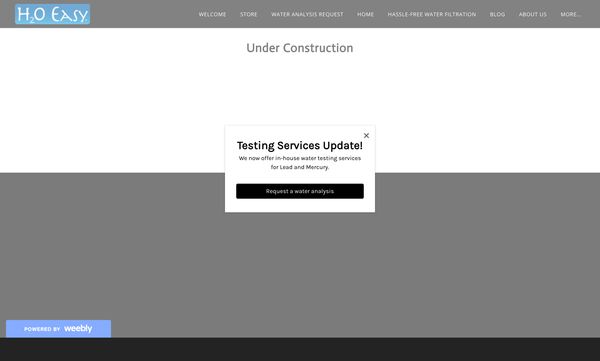 H2O Easy
WELCOME STORE WATER ANALYSIS REQUEST HOME HASSLE-FREE WATER FILTRATION BLOG ABOUT US MORE...
Under Construction
Testing Services Update!
We now offer in-house water testing services
for Lead and Mercury.
Request a water analysis
POWERED BY weebly